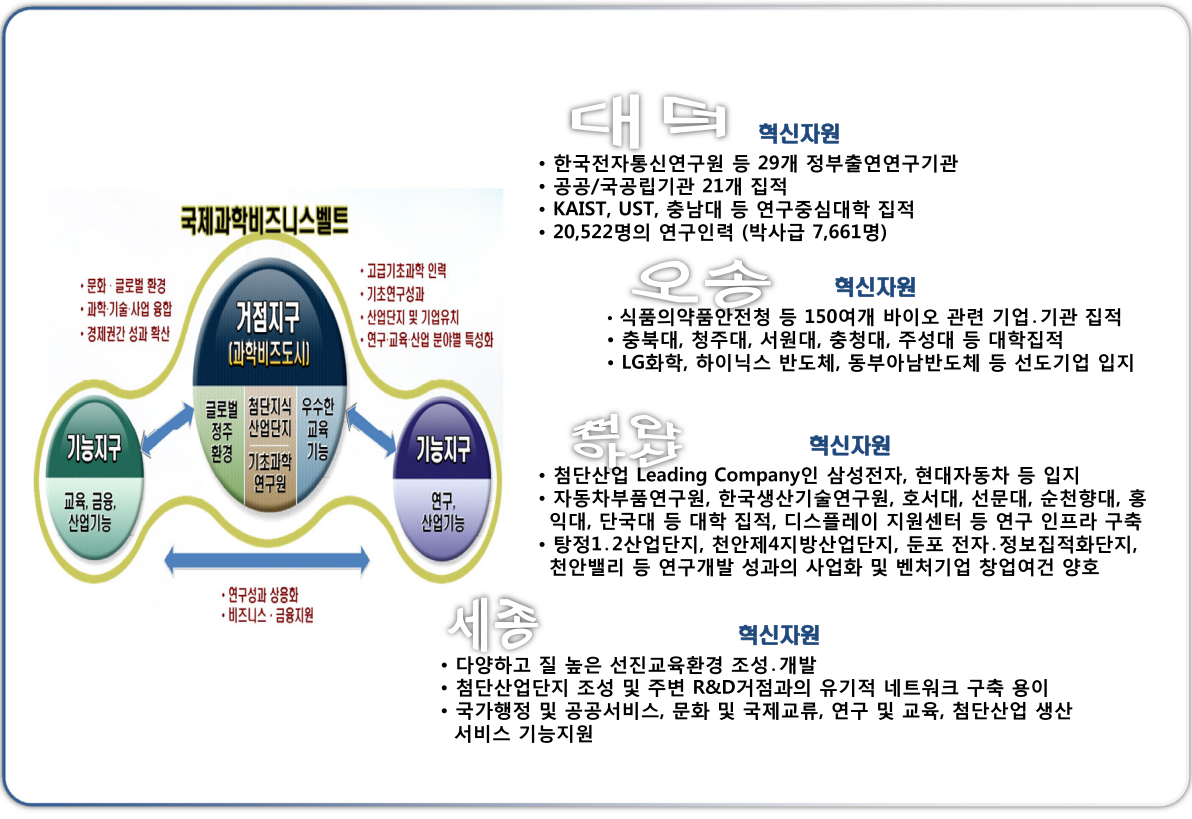 국제과학비즈니스벨트
• 문화 · 글로벌 환경
• 과학·기술·사업 융합
• 경제권간 성과 확산
• 고급기초과학 인력
• 기초연구성과
• 산업단지 및 기업유치
• 연구·교육·산업 분야별 특성화
거점지구
(과학비즈도시)
글로벌
정주
환경
첨단지식
산업단지
기초과학
연구원
우수한
교육
기능
기능지구
교육, 금융,
산업기능
기능지구
연구,
산업기능
• 연구성과 상용화
• 비즈니스 · 금융지원
대덕 혁신자원
• 한국전자통신연구원 등 29개 정부출연연구기관
• 공공/국공립기관 21개 집적
• KAIST, UST, 충남대 등 연구중심대학 집적
• 20,522명의 연구인력 (박사급 7,661명)
오송 혁신자원
• 식품의약품안전청 등 150여개 바이오 관련 기업.기관 집적
• 충북대, 청주대, 서원대, 충청대, 주성대 등 대학집적
• LG화학, 하이닉스 반도체, 동부아남반도체 등 선도기업 입지
천안
아산
혁신자원
• 첨단산업 Leading Company인 삼성전자, 현대자동차 등 입지
• 자동차부품연구원, 한국생산기술연구원, 호서대, 선문대, 순천향대, 홍
익대, 단국대 등 대학 집적, 디스플레이 지원센터 등 연구 인프라 구축
• 탕정1.2산업단지, 천안제4지방산업단지, 둔포 전자.정보집적화단지,
천안밸리 등 연구개발 성과의 사업화 및 벤처기업 창업여건 양호
세종 혁신자원
• 다양하고 질 높은 선진교육환경 조성.개발
• 첨단산업단지 조성 및 주변 R&D거점과의 유기적 네트워크 구축 용이
• 국가행정 및 공공서비스, 문화 및 국제교류, 연구 및 교육, 첨단산업 생산
서비스 기능지원